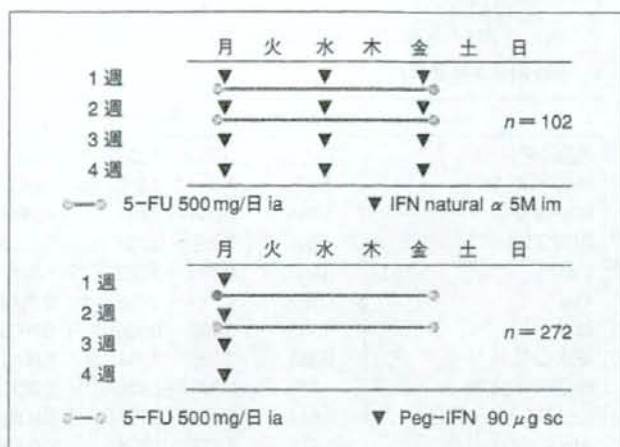 月 火 水 木 金 土 日
1週
2週
n=102
3週
4週
5-FU 500mg/日 ia ▼ IFN natural α 5M im
月 火 水 木 金 土 日
1週
2週
n=272
3週
4週
5-FU 500mg/日 ia ▼ Peg-IFN 90μg sc